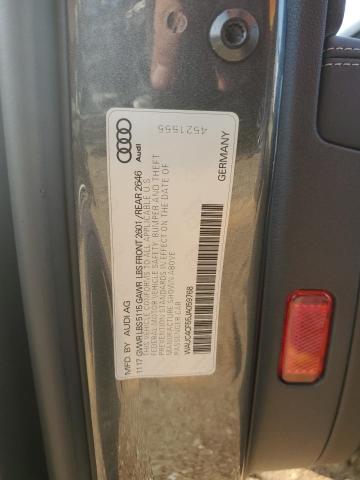 Audi
4521555
GERMANY
MFD. BY AUDI AG
11.17 GVWR LBS 5115 GAWR LBS FRONT 2601 / REAR 2646
THIS VEHICLE CONFORMS TO ALL APPLICABLE U.S.
FEDERAL MOTOR VEHICLE SAFETY, BUMPER AND THEFT
PREVENTION STANDARDS IN EFFECT ON THE DATE OF
MANUFACTURE SHOWN ABOVE
PASSENGER CAR
WAUC4CF55JA059768